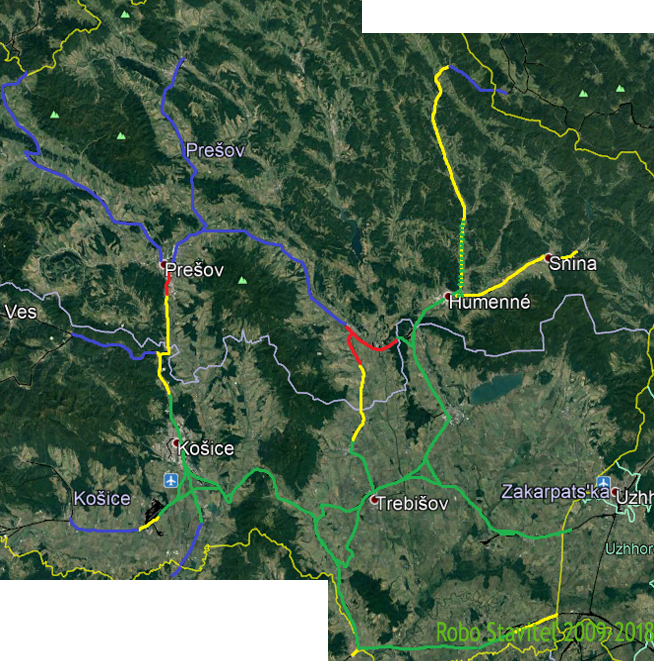 Prešov
Prešov
Snina
Humenné
Ves
Košice
Košice
Trebišov
Zakarpats'ka
Uzhh
Uzhhor
Robo Stavitel 2009-2018